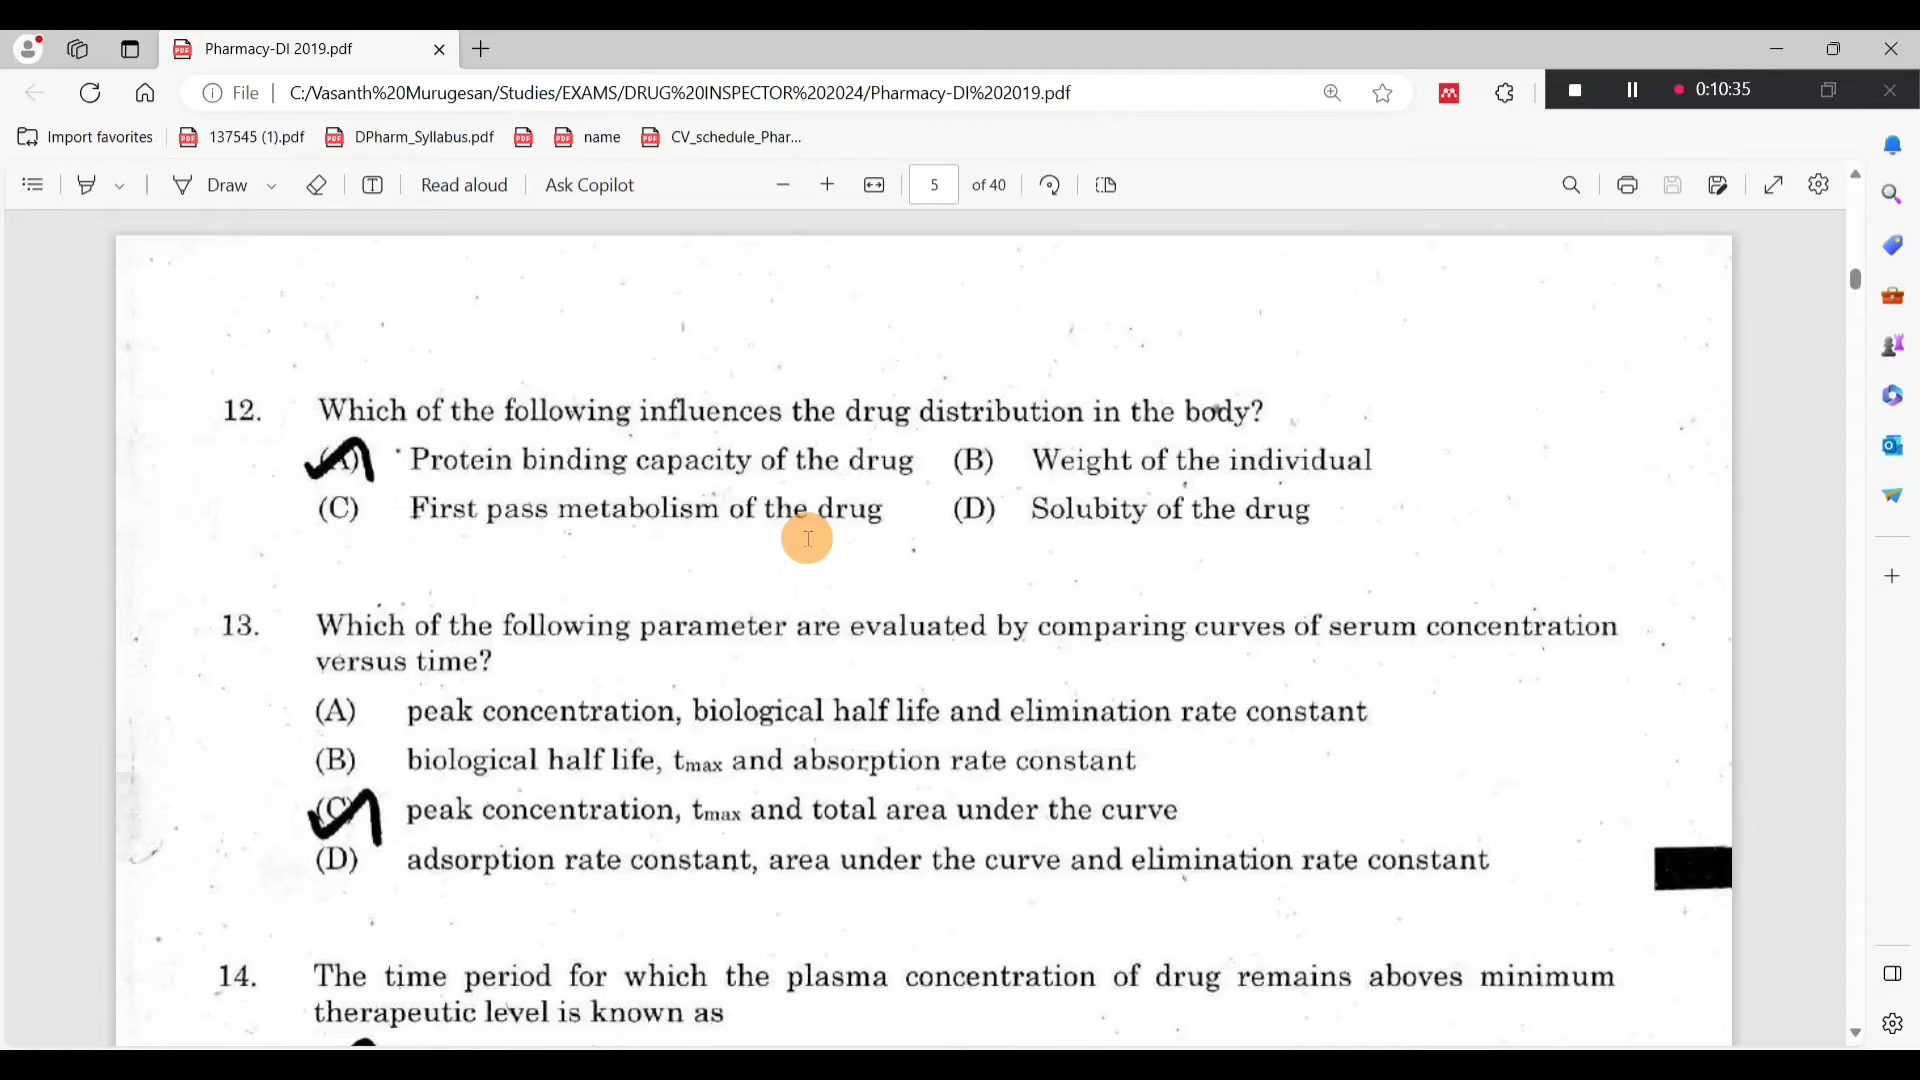 Pharmacy-DI 2019.pdf
File
C:/Vasanth%20Murugesan/Studies/EXAMS/DRUG%20INSPECTOR%202024/Pharmacy-DI%202019.pdf
0:10:35
Import favorites
137545 (1).pdf
DPharm_Syllabus.pdf
name
CV_schedule_Phar...
Draw
Read aloud
Ask Copilot
5
of 40
12. Which of the following influences the drug distribution in the body?
(A) Protein binding capacity of the drug (B) Weight of the individual
(C) First pass metabolism of the drug (D) Solubity of the drug
13. Which of the following parameter are evaluated by comparing curves of serum concentration
versus time?
(A) peak concentration, biological half life and elimination rate constant
(B) biological half life, tmax and absorption rate constant
(C) peak concentration, tmax and total area under the curve
(D) adsorption rate constant, area under the curve and elimination rate constant
14. The time period for which the plasma concentration of drug remains aboves minimum
therapeutic level is known as